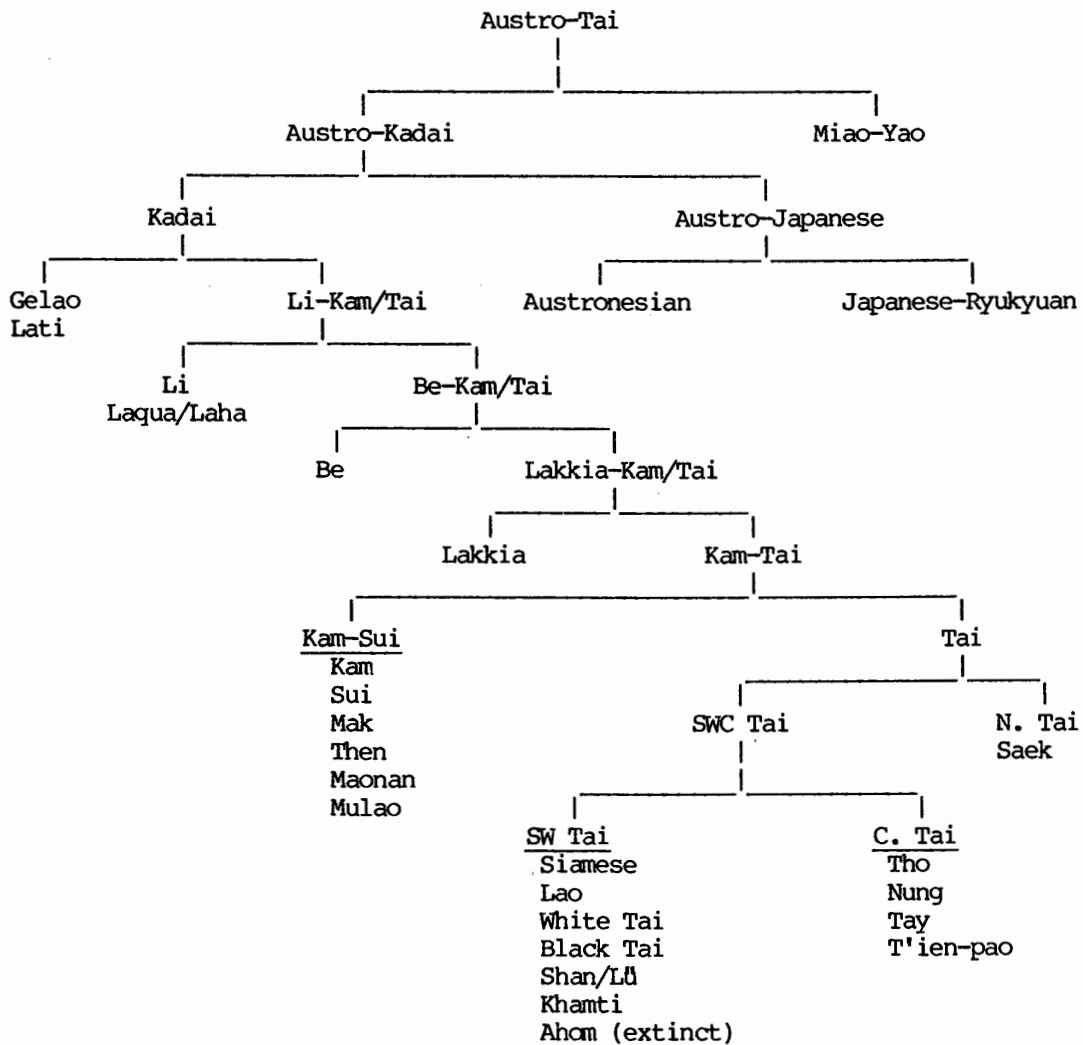 Austro-Tai
Austro-Kadai Miao-Yao
Kadai Austro-Japanese
Gelao Li-Kam/Tai Austronesian Japanese-Ryukyuan
Lati
Li Be-Kam/Tai
Laqua/Laha
Be Lakkia-Kam/Tai
Lakkia Kam-Tai
Kam-Sui Tai
Kam
Sui SWC Tai N. Tai
Mak Saek
Then
Maonan
Mulao
SW Tai C. Tai
Siamese Tho
Lao Nung
White Tai Tay
Black Tai T'ien-pao
Shan/Lü
Khamti
Ahom (extinct)